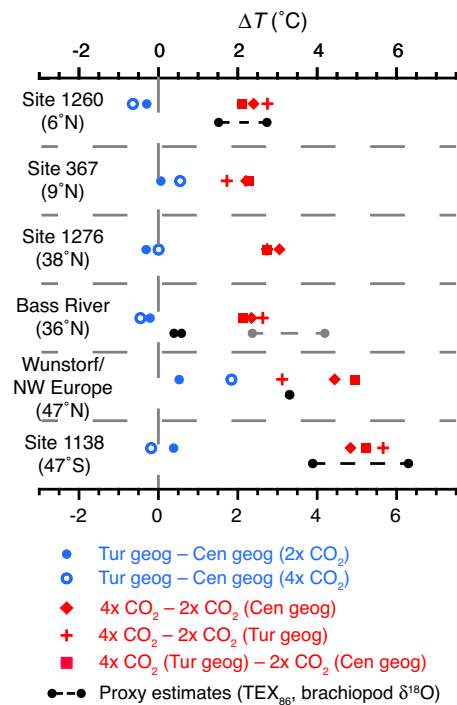 ΔT (°C)
-2 0 2 4 6
Site 1260
(6°N)
Site 367
(9°N)
Site 1276
(38°N)
Bass River
(36°N)
Wunstorf/
NW Europe
(47°N)
Site 1138
(47°S)
-2 0 2 4 6
Tur geog – Cen geog (2x CO₂)
Tur geog – Cen geog (4x CO₂)
4x CO₂ – 2x CO₂ (Cen geog)
4x CO₂ – 2x CO₂ (Tur geog)
4x CO₂ (Tur geog) – 2x CO₂ (Cen geog)
Proxy estimates (TEX₈₆, brachiopod δ¹⁸O)